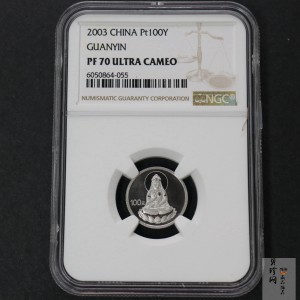 2003 CHINA Pt100Y
GUANYIN
PF 70 ULTRA CAMEO
6050864-055
NUMISMATIC GUARANTY CORPORATION
NGC
100元